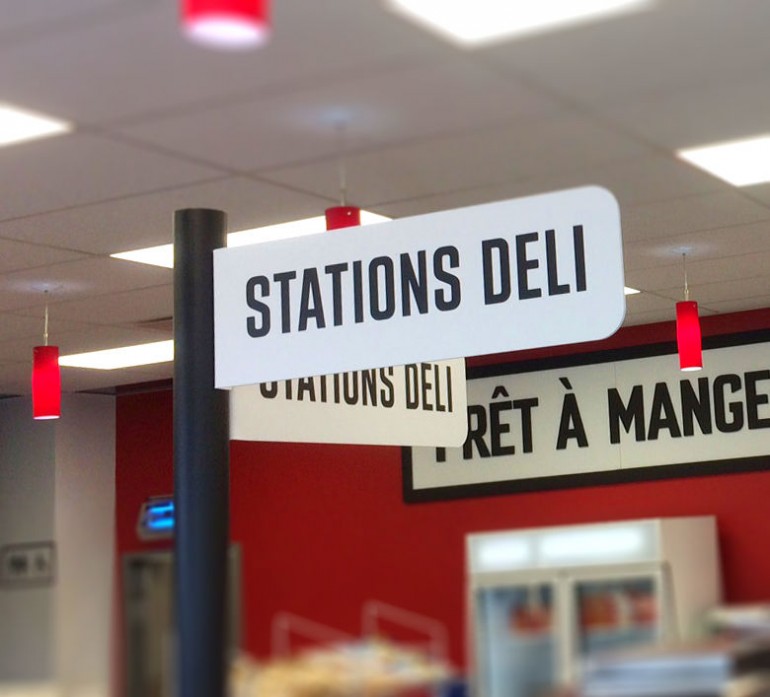 STATIONS DELI
STATIONS DELI
PRÊT À MANGE